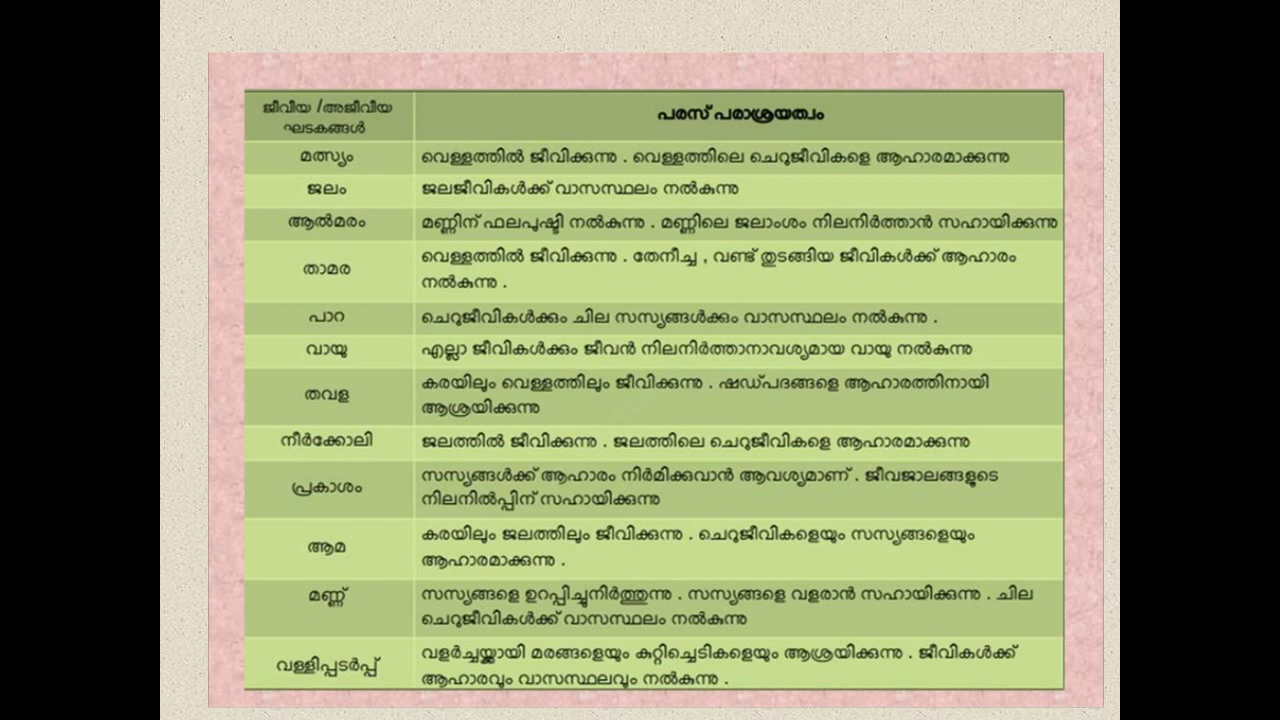 ജീവീയ /അജീവീയ
ഘടകങ്ങൾ
പരസ് പരാശ്രയത്വം
മത്സ്യം
വെള്ളത്തിൽ ജീവിക്കുന്നു . വെള്ളത്തിലെ ചെറുജീവികളെ ആഹാരമാക്കുന്നു
ജലം
ജലജീവികൾക്ക് വാസസ്ഥലം നൽകുന്നു
ആൽമരം
മണ്ണിന് ഫലപുഷ്ടി നൽകുന്നു . മണ്ണിലെ ജലാംശം നിലനിർത്താൻ സഹായിക്കുന്നു
താമര
വെള്ളത്തിൽ ജീവിക്കുന്നു . തേനീച്ച , വണ്ട് തുടങ്ങിയ ജീവികൾക്ക് ആഹാരം
നൽകുന്നു .
പാറ
ചെറുജീവികൾക്കും ചില സസ്യങ്ങൾക്കും വാസസ്ഥലം നൽകുന്നു .
വായു
എല്ലാ ജീവികൾക്കും ജീവൻ നിലനിർത്താനാവശ്യമായ വായു നൽകുന്നു
തവള
കരയിലും വെള്ളത്തിലും ജീവിക്കുന്നു . ഷഡ്പദങ്ങളെ ആഹാരത്തിനായി
ആശ്രയിക്കുന്നു
നീർക്കോലി
ജലത്തിൽ ജീവിക്കുന്നു . ജലത്തിലെ ചെറുജീവികളെ ആഹാരമാക്കുന്നു
പ്രകാശം
സസ്യങ്ങൾക്ക് ആഹാരം നിർമിക്കുവാൻ ആവശ്യമാണ് . ജീവജാലങ്ങളുടെ
നിലനിൽപ്പിന് സഹായിക്കുന്നു
ആമ
കരയിലും ജലത്തിലും ജീവിക്കുന്നു . ചെറുജീവികളെയും സസ്യങ്ങളെയും
ആഹാരമാക്കുന്നു .
മണ്ണ്
സസ്യങ്ങളെ ഉറപ്പിച്ചുനിർത്തുന്നു . സസ്യങ്ങളെ വളരാൻ സഹായിക്കുന്നു . ചില
ചെറുജീവികൾക്ക് വാസസ്ഥലം നൽകുന്നു
വള്ളിപ്പടർപ്പ്
വളർച്ചയ്ക്കായി മരങ്ങളെയും കുറ്റിച്ചെടികളെയും ആശ്രയിക്കുന്നു . ജീവികൾക്ക്
ആഹാരവും വാസസ്ഥലവും നൽകുന്നു .